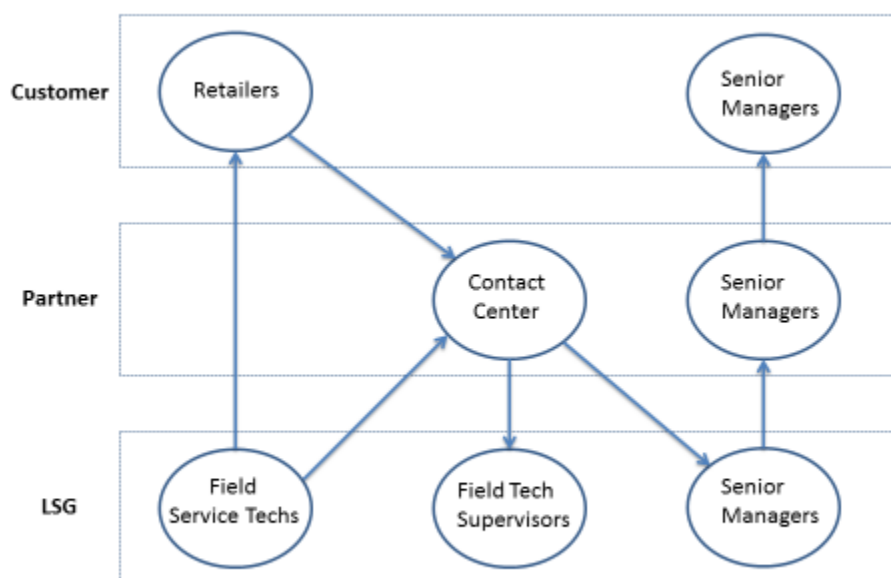 Customer
Retailers
Senior
Managers
Partner
Contact
Center
Senior
Managers
LSG
Field
Service Techs
Field Tech
Supervisors
Senior
Managers